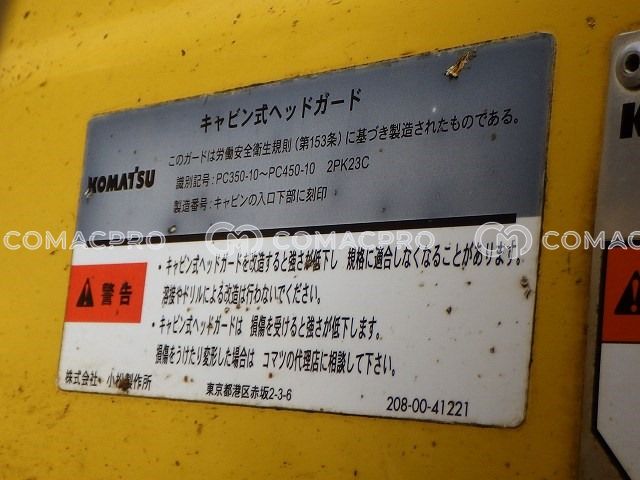 キャビン式ヘッドガード
このガードは労働安全衛生規則（第153条）に基づき製造されたものである。
KOMATSU
識別記号：PC350-10～PC450-10 2PK23C
製造番号：キャビンの入口下部に刻印
COMACPRO COMACPRO COMACPRO
警告
・キャビン式ヘッドガードを改造すると強さが低下し 規格に適合しなくなることがあります。
溶接やドリルによる改造は行わないでください。
・キャビン式ヘッドガードは 損傷を受けると強さが低下します。
損傷をうけたり変形した場合は コマツの代理店に相談して下さい。
株式会社 小松製作所
東京都港区赤坂2-3-6
208-00-41221